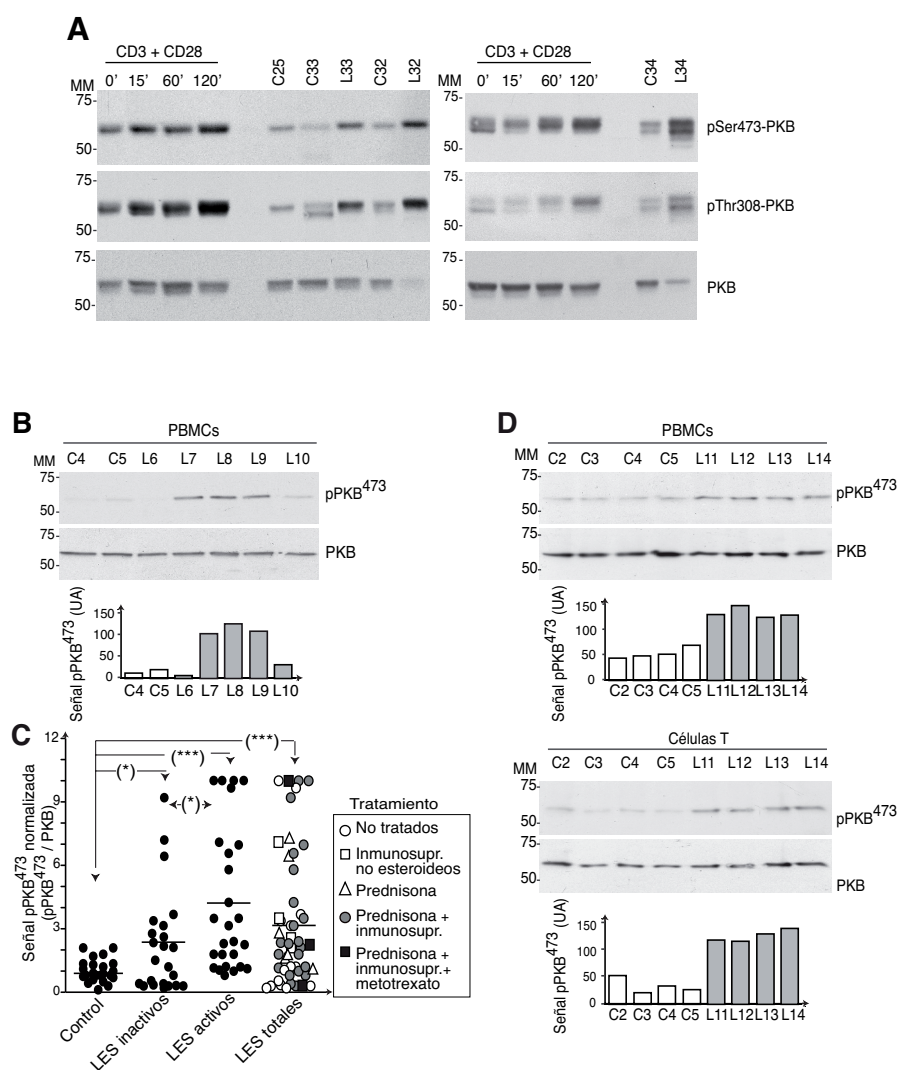 A
CD3 + CD28
0' 15' 60' 120' C25 C33 L33 C32 L32
MM
75-
50-
75-
50-
75-
50-
CD3 + CD28
0' 15' 60' 120' C34 L34
MM
75-
50-
pSer473-PKB
75-
50-
pThr308-PKB
75-
50-
PKB
B
PBMCs
C4 C5 L6 L7 L8 L9 L10
MM
75-
50-
pPKB473
75-
50-
PKB
Señal pPKB473 (UA)
150
100
50
0
C4 C5 L6 L7 L8 L9 L10
C
Señal pPKB473 normalizada
(pPKB473 / PKB)
12
9
6
3
0
(*)
(***)
(***)
(*)
Control
LES inactivos
LES activos
LES totales
Tratamiento
No tratados
Inmunosupr.
no esteroideos
Prednisona
Prednisona +
inmunosupr.
Prednisona +
inmunosupr.+
metotrexato
D
PBMCs
MM C2 C3 C4 C5 L11 L12 L13 L14
75-
50-
pPKB473
75-
50-
PKB
Señal pPKB473 (UA)
150
100
50
0
C2 C3 C4 C5 L11 L12 L13 L14
Células T
MM C2 C3 C4 C5 L11 L12 L13 L14
75-
50-
pPKB473
75-
50-
PKB
Señal pPKB473 (UA)
150
100
50
0
C2 C3 C4 C5 L11 L12 L13 L14